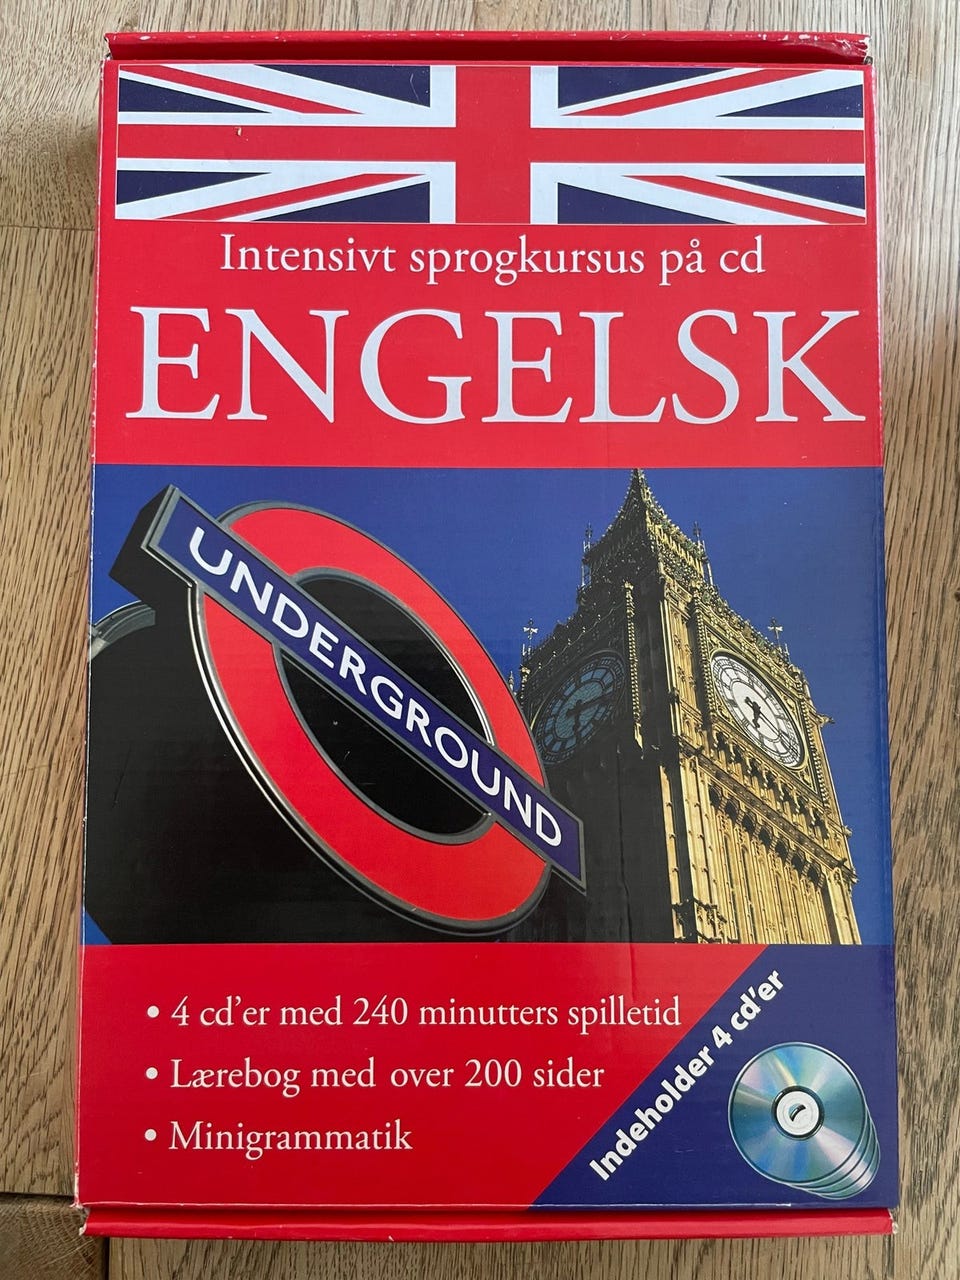 Intensivt sprogkursus på cd
ENGELSK
UNDERGROUND
• 4 cd'er med 240 minutters spilletid
• Lærebog med over 200 sider
• Minigrammatik
Indeholder 4 cd'er